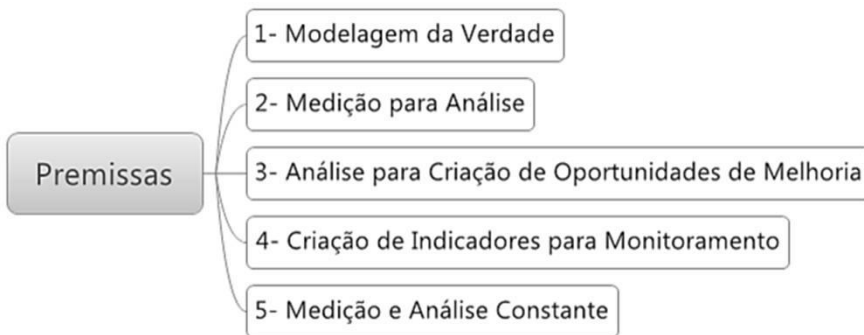 Premissas
1- Modelagem da Verdade
2- Medição para Análise
3- Análise para Criação de Oportunidades de Melhoria
4- Criação de Indicadores para Monitoramento
5- Medição e Análise Constante